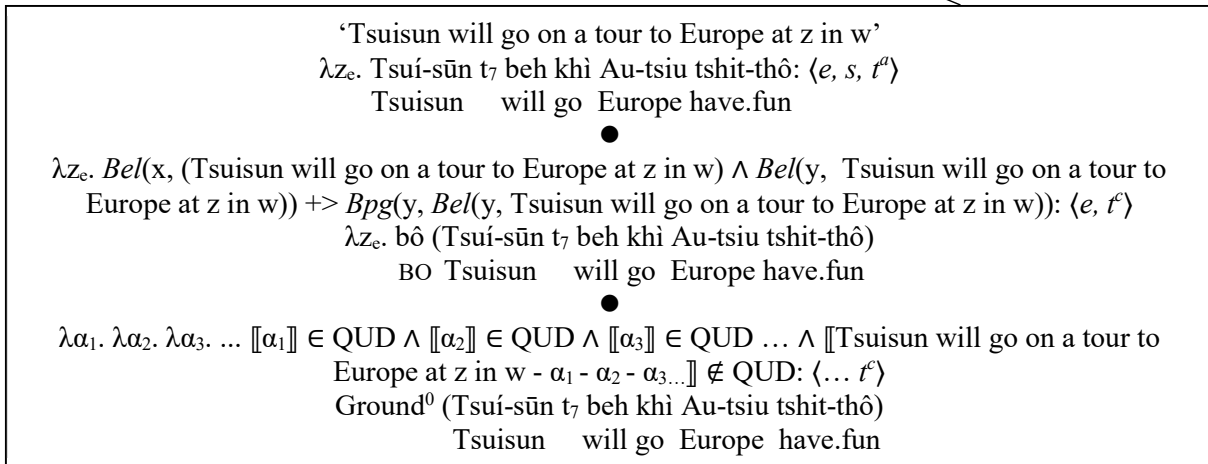 ‘Tsuisun will go on a tour to Europe at z in w’
λzₑ. Tsuí-sūn t₇ beh khì Au-tsiu tshit-thô: ⟨e, s, tᵃ⟩
Tsuisun will go Europe have.fun
●
λzₑ. Bel(x, (Tsuisun will go on a tour to Europe at z in w) ∧ Bel(y, Tsuisun will go on a tour to
Europe at z in w)) +> Bpg(y, Bel(y, Tsuisun will go on a tour to Europe at z in w)): ⟨e, tᶜ⟩
λzₑ. bô (Tsuí-sūn t₇ beh khì Au-tsiu tshit-thô)
BO Tsuisun will go Europe have.fun
●
λα₁. λα₂. λα₃. ... ⟦α₁⟧ ∈ QUD ∧ ⟦α₂⟧ ∈ QUD ∧ ⟦α₃⟧ ∈ QUD … ∧ ⟦Tsuisun will go on a tour to
Europe at z in w - α₁ - α₂ - α₃…⟧ ∉ QUD: ⟨… tᶜ⟩
Ground⁰ (Tsuí-sūn t₇ beh khì Au-tsiu tshit-thô)
Tsuisun will go Europe have.fun